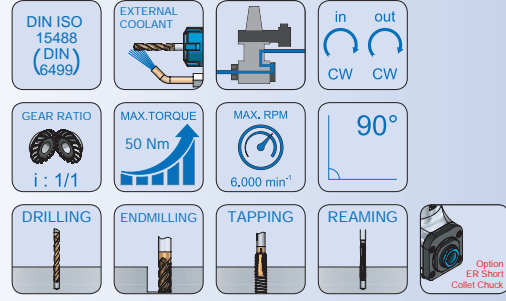 DIN ISO
15488
(DIN
6499)
EXTERNAL
COOLANT
in out
CW CW
GEAR RATIO
i : 1/1
MAX.TORQUE
50 Nm
MAX. RPM
6.000 min⁻¹
90°
DRILLING
ENDMILLING
TAPPING
REAMING
Option
ER Short
Collet Chuck